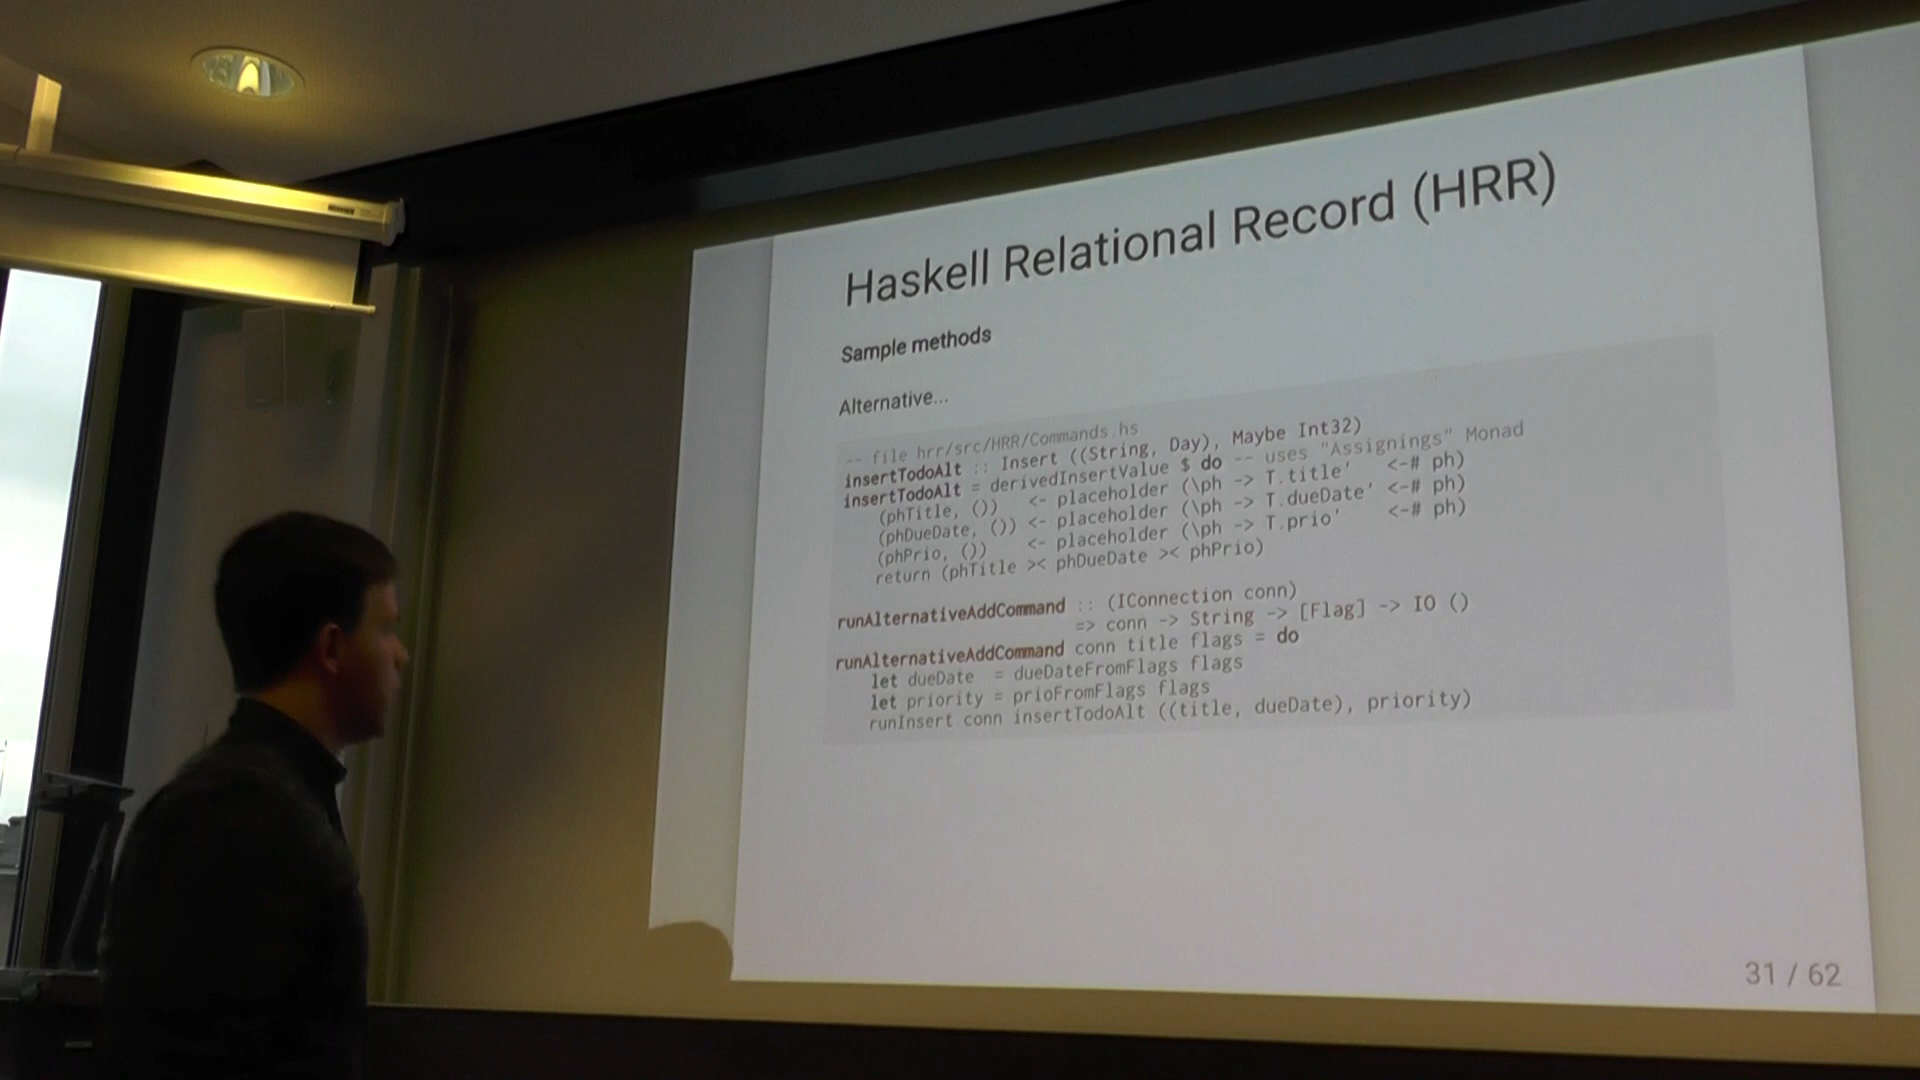 Haskell Relational Record (HRR)
Sample methods
Alternative...
-- file hrr/src/HRR/Commands.hs
insertTodoAlt :: Insert ((String, Day), Maybe Int32)
insertTodoAlt = derivedInsertValue $ do -- uses "Assignings" Monad
(phTitle, ()) <- placeholder (\ph -> T.title' <-# ph)
(phDueDate, ()) <- placeholder (\ph -> T.dueDate' <-# ph)
(phPrio, ()) <- placeholder (\ph -> T.prio' <-# ph)
return (phTitle >< phDueDate >< phPrio)
runAlternativeAddCommand :: (IConnection conn)
=> conn -> String -> [Flag] -> IO ()
runAlternativeAddCommand conn title flags = do
let dueDate = dueDateFromFlags flags
let priority = prioFromFlags flags
runInsert conn insertTodoAlt ((title, dueDate), priority)
31 / 62